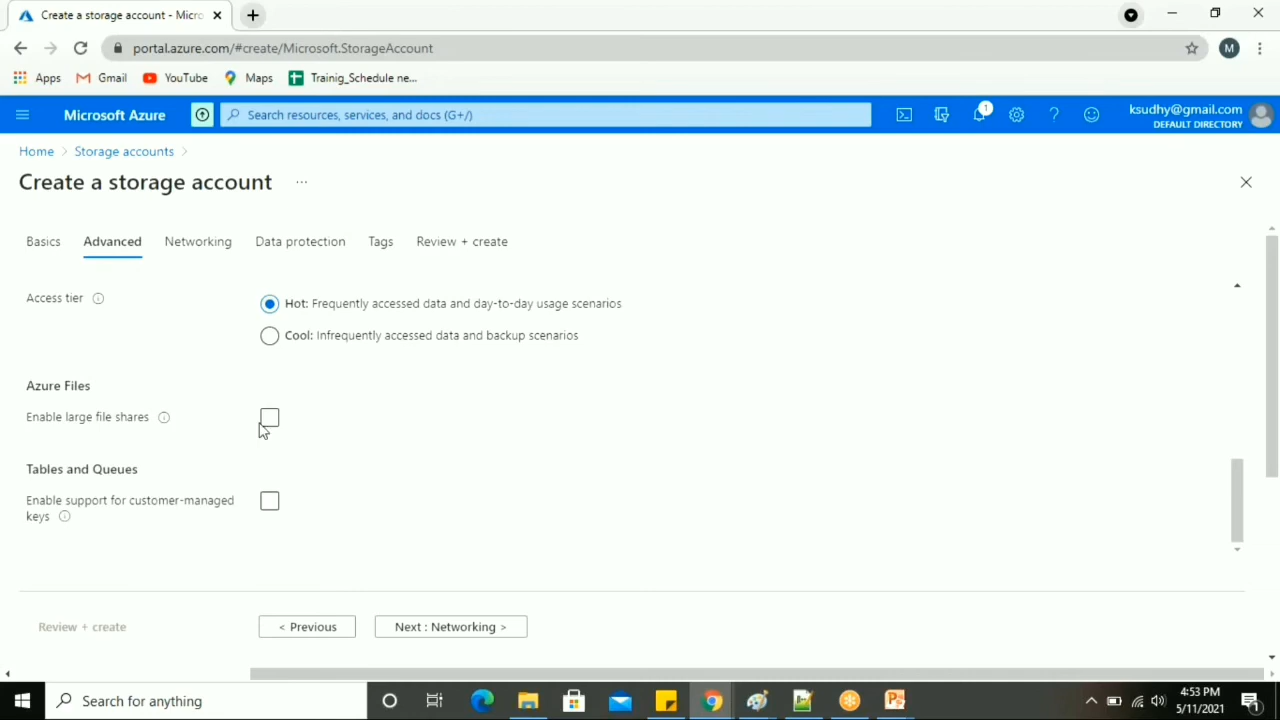 Create a storage account - Micro
portal.azure.com/#create/Microsoft.StorageAccount
M
Apps
Gmail
YouTube
Maps
Trainig_Schedule ne...
Microsoft Azure
Search resources, services, and docs (G+/)
1
ksudhy@gmail.com
DEFAULT DIRECTORY
Home > Storage accounts >
Create a storage account ...
Basics
Advanced
Networking
Data protection
Tags
Review + create
Access tier
Hot: Frequently accessed data and day-to-day usage scenarios
Cool: Infrequently accessed data and backup scenarios
Azure Files
Enable large file shares
Tables and Queues
Enable support for customer-managed
keys
Review + create
< Previous
Next : Networking >
Search for anything
4:53 PM
5/11/2021
1